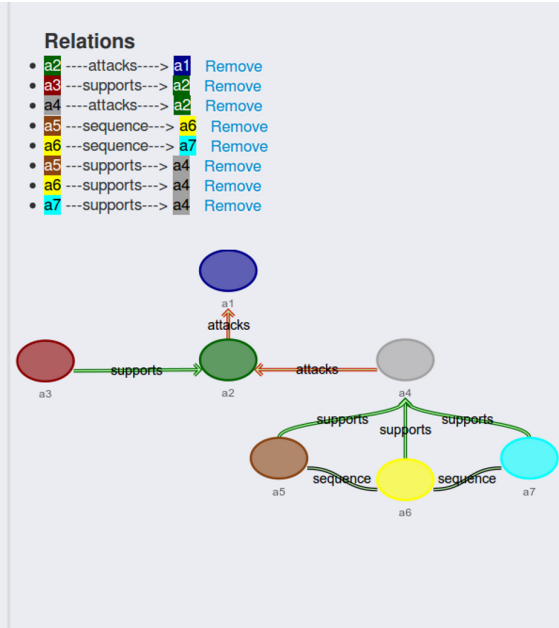 Relations
• a2 ----attacks----> a1 Remove
• a3 ---supports---> a2 Remove
• a4 ----attacks----> a2 Remove
• a5 ---sequence---> a6 Remove
• a6 ---sequence---> a7 Remove
• a5 ---supports---> a4 Remove
• a6 ---supports---> a4 Remove
• a7 ---supports---> a4 Remove
a1
attacks
supports
attacks
a3
a2
a4
supports
supports
supports
sequence
sequence
a5
a6
a7